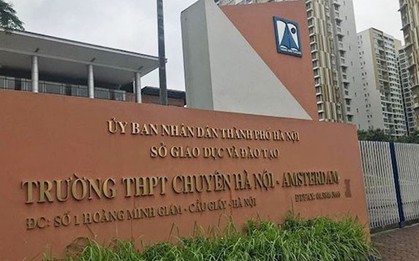 ỦY BAN NHÂN DÂN THÀNH PHỐ HÀ NỘI
SỞ GIÁO DỤC VÀ ĐÀO TẠO
TRƯỜNG THPT CHUYÊN HÀ NỘI - AMSTERDAM
ĐC: SỐ 1 HOÀNG MINH GIÁM - CẦU GIẤY - HÀ NỘI